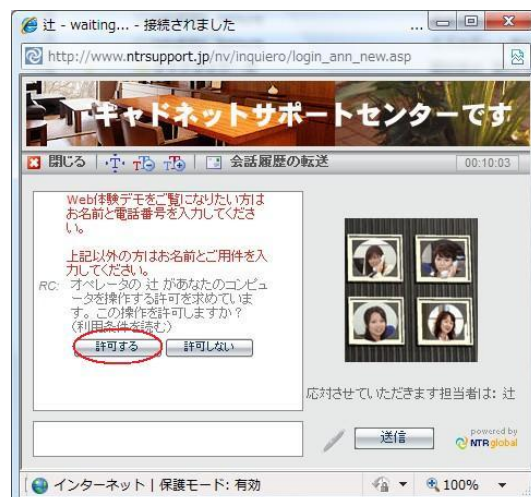 辻 - waiting... - 接続されました ...
http://www.ntrsupport.jp/nv/inquiero/login_ann_new.asp
キャドネットサポートセンターです
閉じる 会話履歴の転送 00:10:03
Web体験デモをご覧になりたい方は
お名前と電話番号を入力してくださ
い。
上記以外の方はお名前とご用件を入
力してください。
RC: オペレータの 辻 があなたのコンピュ
ータを操作する許可を求めていま
す。この操作を許可しますか？
(利用条件を読む)
許可する 許可しない
応対させていただきます担当者は: 辻
送信
powered by
NTRglobal
インターネット | 保護モード: 有効 100%